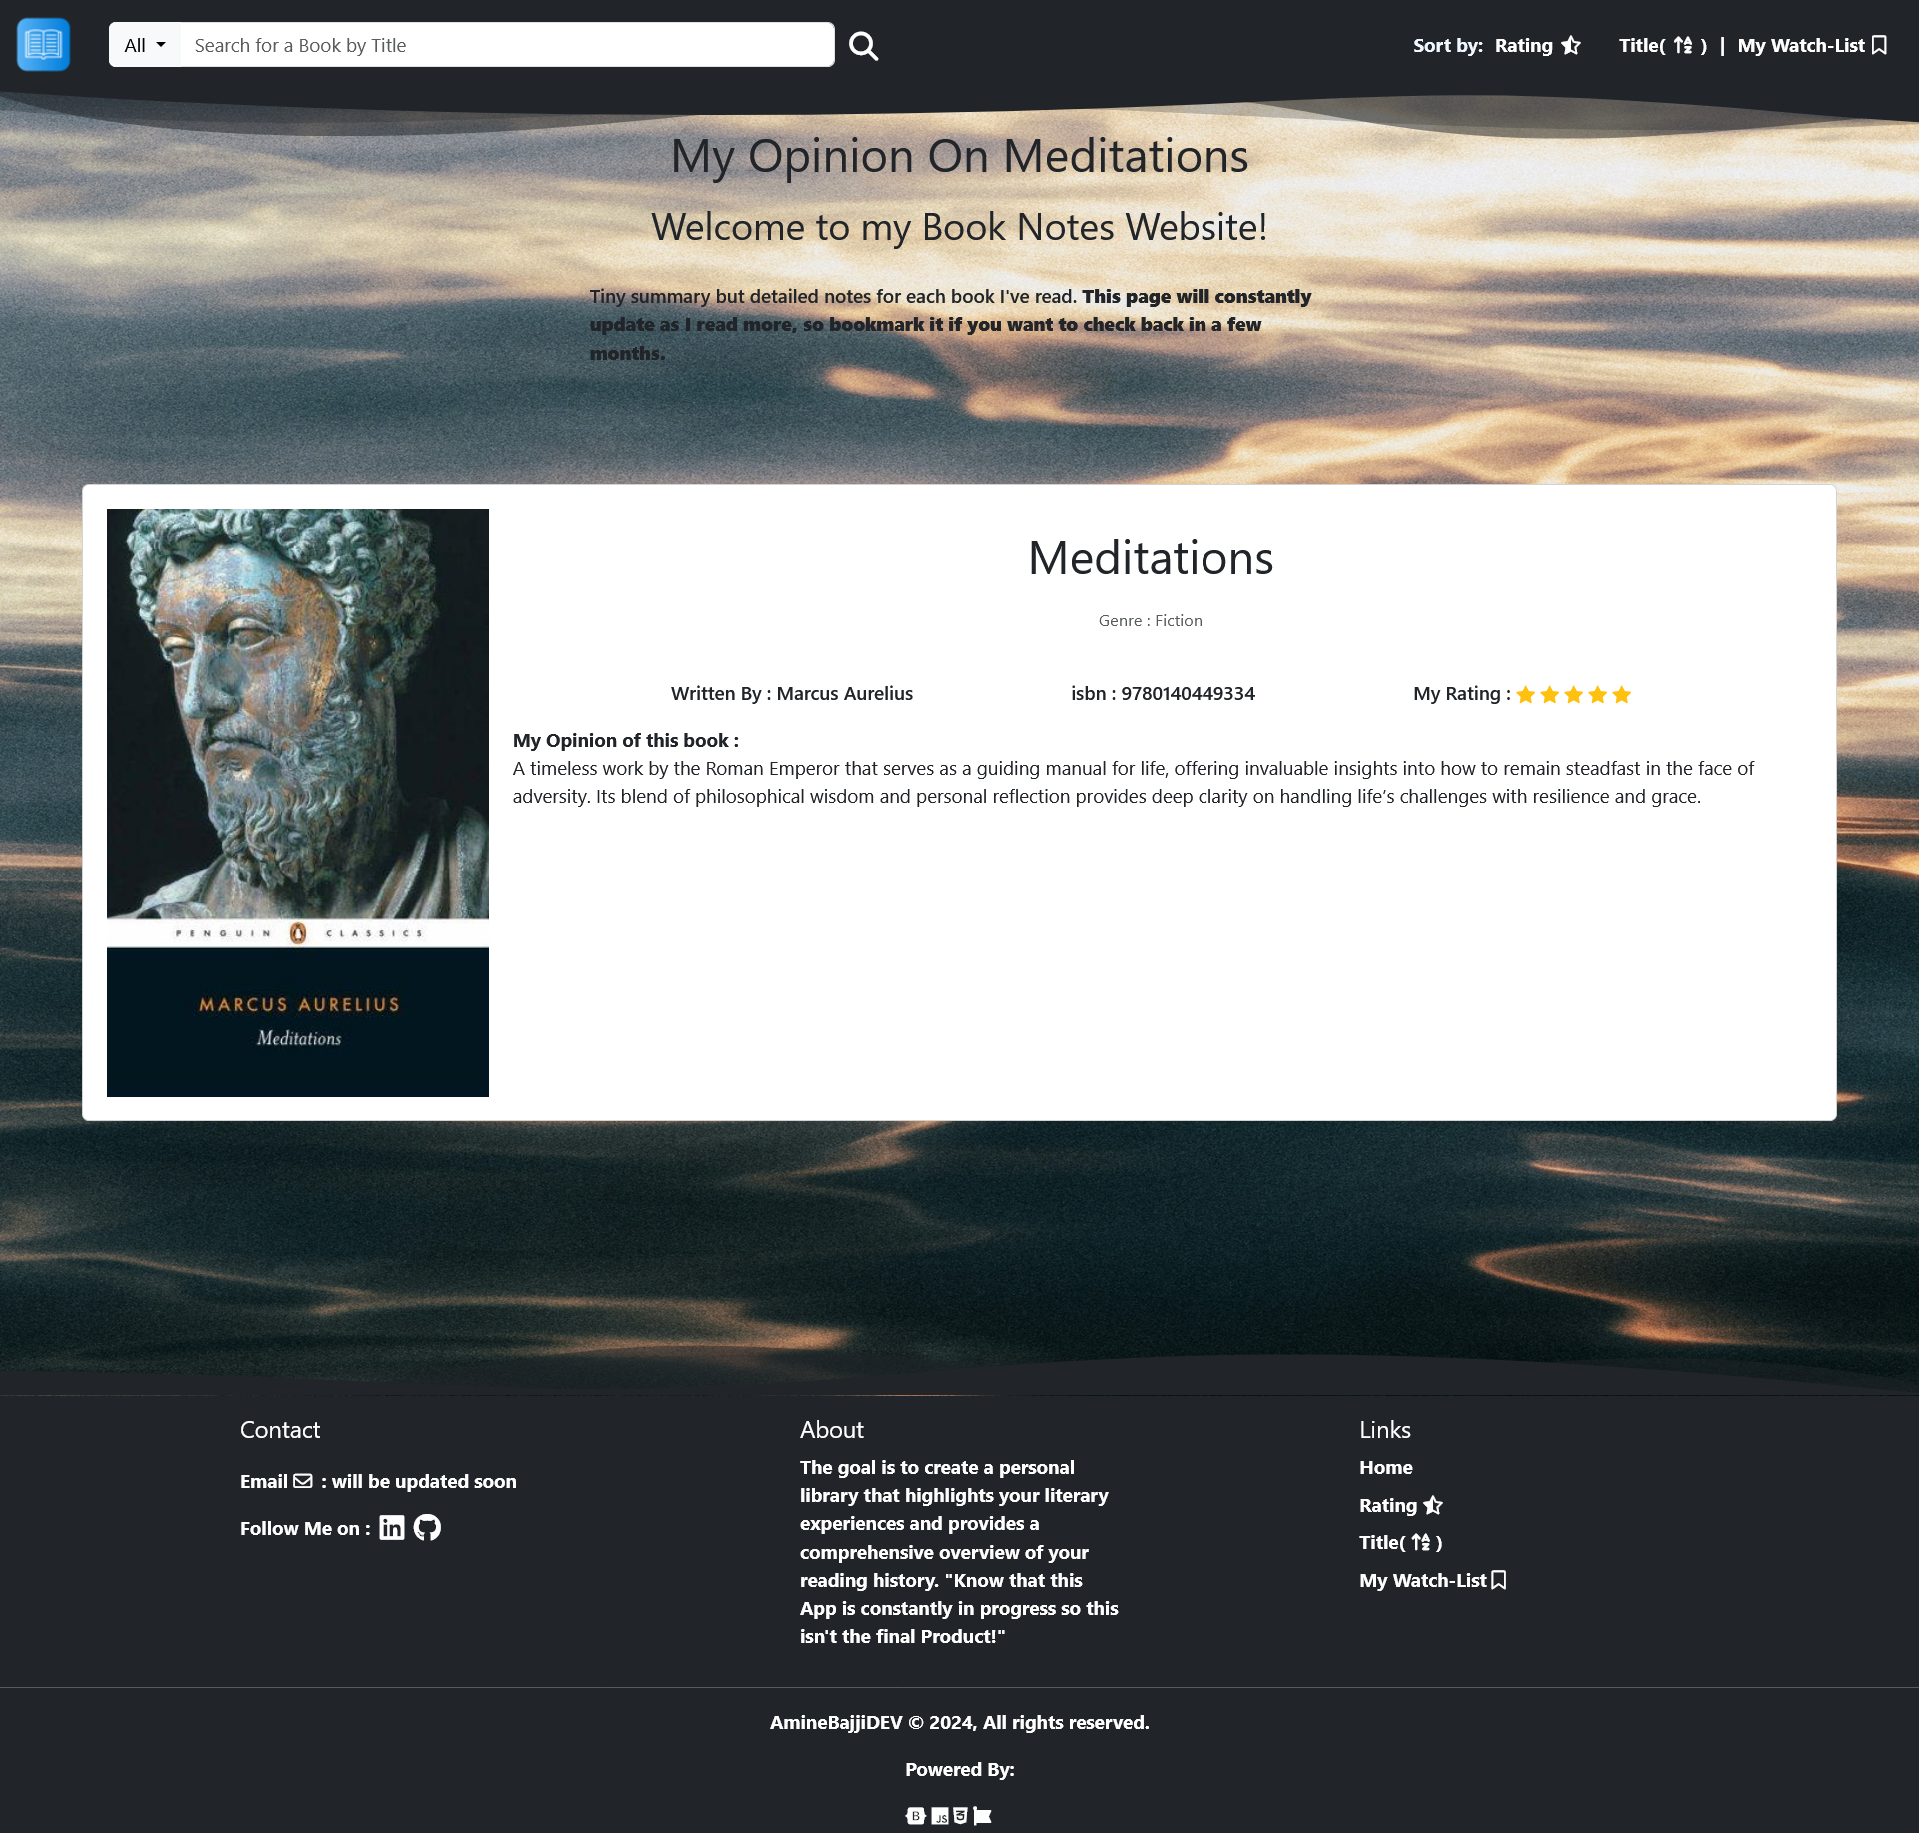 All
Search for a Book by Title
Sort by: Rating
Title( ) | My Watch-List
My Opinion On Meditations
Welcome to my Book Notes Website!
Tiny summary but detailed notes for each book I've read. This page will constantly
update as I read more, so bookmark it if you want to check back in a few
months.
PENGUIN CLASSICS
MARCUS AURELIUS
Meditations
Meditations
Genre : Fiction
Written By : Marcus Aurelius
isbn : 9780140449334
My Rating :
My Opinion of this book :
A timeless work by the Roman Emperor that serves as a guiding manual for life, offering invaluable insights into how to remain steadfast in the face of
adversity. Its blend of philosophical wisdom and personal reflection provides deep clarity on handling life’s challenges with resilience and grace.
Contact
Email : will be updated soon
Follow Me on :
About
The goal is to create a personal
library that highlights your literary
experiences and provides a
comprehensive overview of your
reading history. "Know that this
App is constantly in progress so this
isn't the final Product!"
Links
Home
Rating
Title( )
My Watch-List
AmineBajjiDEV © 2024, All rights reserved.
Powered By: